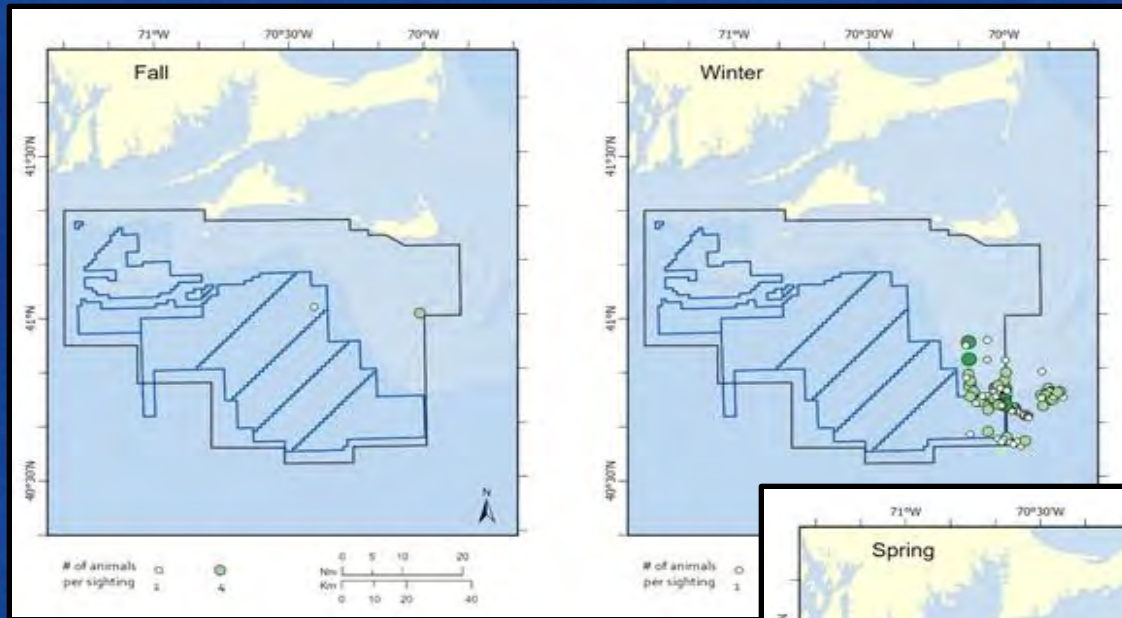 71°W 70°30'W 70°W
Fall
41°30'N
41°N
40°30'N
N
# of animals
per sighting
1 4
0 5 10 20
Nm
Km
0 10 20 40
71°W 70°30'W 70°W
Winter
41°30'N
41°N
40°30'N
# of animals
per sighting
1
71°W 70°30'W
Spring